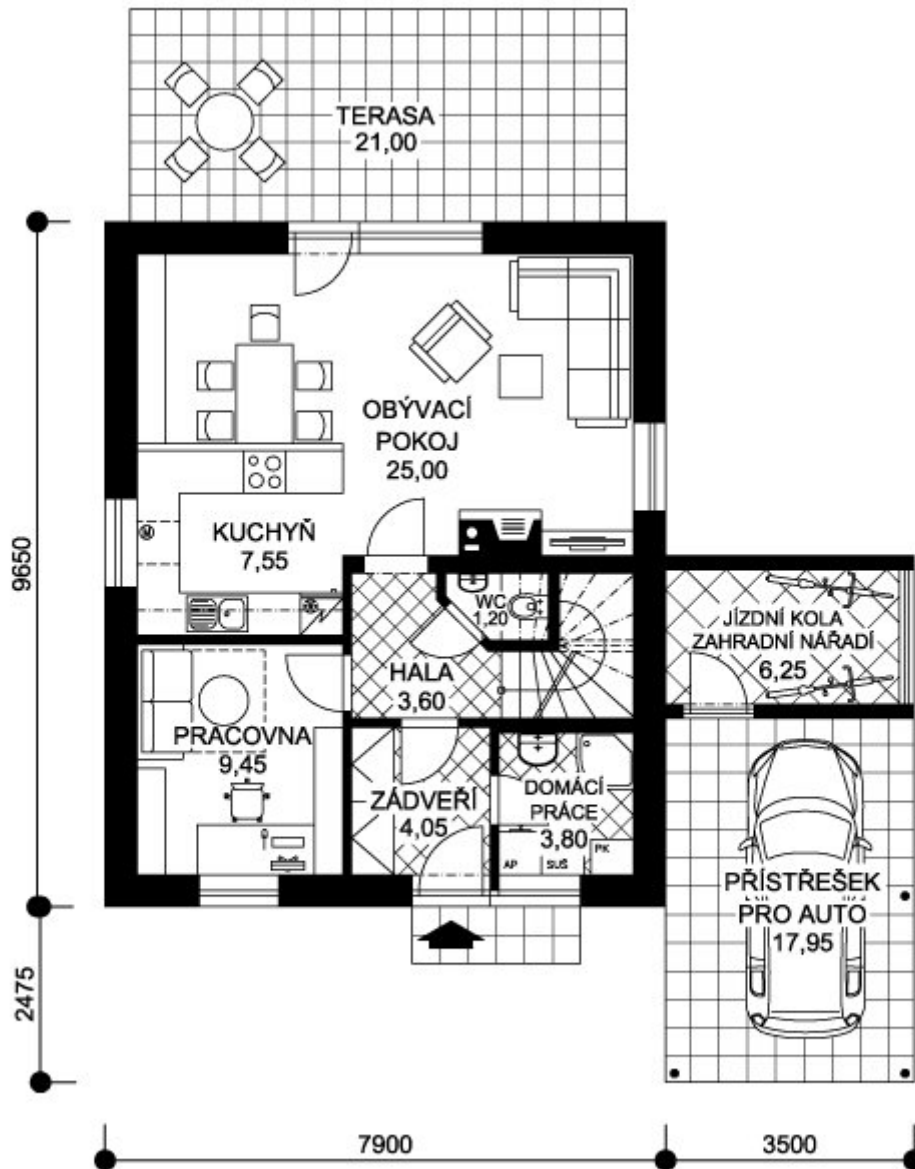 TERASA
21,00
OBÝVACÍ
POKOJ
25,00
KUCHYŇ
7,55
WC
1,20
JÍZDNÍ KOLA
ZAHRADNÍ NÁŘADÍ
6,25
HALA
3,60
PRACOVNA
9,45
ZÁDVEŘÍ
4,05
DOMÁCÍ
PRÁCE
3,80
AP
SUŠ
PK
PŘÍSTŘEŠEK
PRO AUTO
17,95
9650
2475
7900
3500